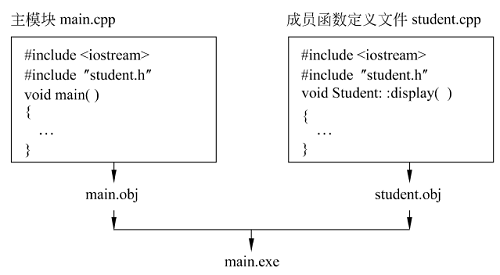 主模块 main.cpp
#include <iostream>
#include ″student.h″
void main( )
{
…
}
main.obj
成员函数定义文件 student.cpp
#include <iostream>
#include ″student.h″
void Student: :display( )
{
…
}
student.obj
main.exe